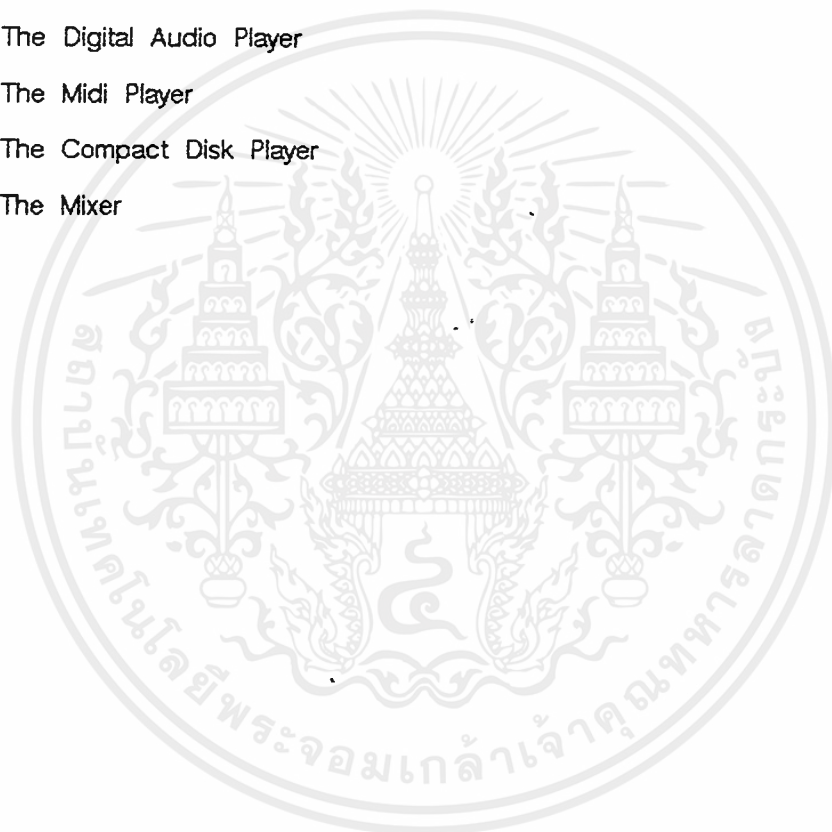 The Digital Audio Player
The Midi Player
The Compact Disk Player
The Mixer
สถาบันเทคโนโลยีพระจอมเกล้าเจ้าคุณทหารลาดกระบัง